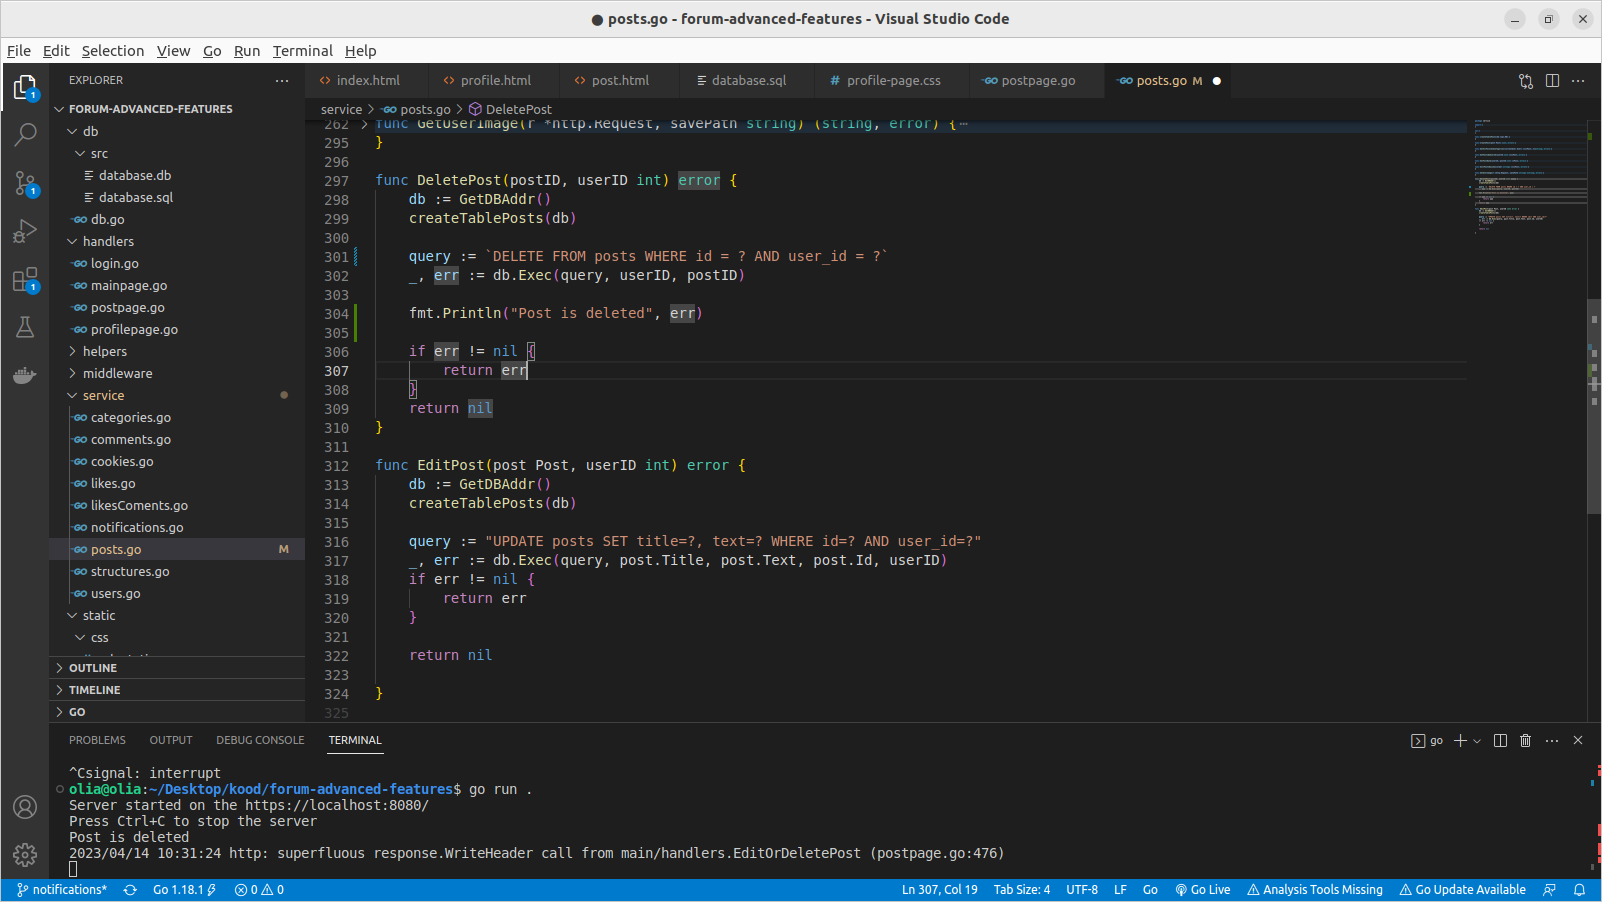 ● posts.go - forum-advanced-features - Visual Studio Code
File Edit Selection View Go Run Terminal Help
EXPLORER ...
index.html profile.html post.html database.sql # profile-page.css postpage.go posts.go M ●
service > posts.go > DeletePost
FORUM-ADVANCED-FEATURES
db
src
database.db
database.sql
db.go
handlers
login.go
mainpage.go
postpage.go
profilepage.go
helpers
middleware
service
categories.go
comments.go
cookies.go
likes.go
likesComents.go
notifications.go
posts.go M
structures.go
users.go
static
css
OUTLINE
TIMELINE
GO
1
1
1
262 func GetUserImage(r *http.Request, savePath string) (string, error) {…
295 }
296
297 func DeletePost(postID, userID int) error {
298 db := GetDBAddr()
299 createTablePosts(db)
300
301 query := `DELETE FROM posts WHERE id = ? AND user_id = ?`
302 _, err := db.Exec(query, userID, postID)
303
304 fmt.Println("Post is deleted", err)
305
306 if err != nil {
307 return err
308 }
309 return nil
310 }
311
312 func EditPost(post Post, userID int) error {
313 db := GetDBAddr()
314 createTablePosts(db)
315
316 query := "UPDATE posts SET title=?, text=? WHERE id=? AND user_id=?"
317 _, err := db.Exec(query, post.Title, post.Text, post.Id, userID)
318 if err != nil {
319 return err
320 }
321
322 return nil
323
324 }
325
PROBLEMS OUTPUT DEBUG CONSOLE TERMINAL go
^Csignal: interrupt
olia@olia:~/Desktop/kood/forum-advanced-features$ go run .
Server started on the https://localhost:8080/
Press Ctrl+C to stop the server
Post is deleted
2023/04/14 10:31:24 http: superfluous response.WriteHeader call from main/handlers.EditOrDeletePost (postpage.go:476)
notifications* Go 1.18.1 0 0 Ln 307, Col 19 Tab Size: 4 UTF-8 LF Go Go Live Analysis Tools Missing Go Update Available